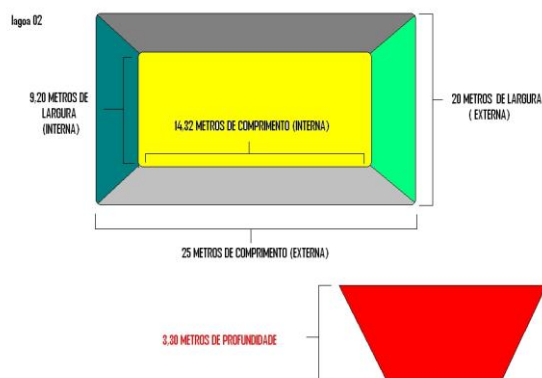 lagoa 02
9,20 METROS DE
LARGURA
(INTERNA)
20 METROS DE LARGURA
( EXTERNA)
14,32 METROS DE COMPRIMENTO (INTERNA)
25 METROS DE COMPRIMENTO (EXTERNA)
3,30 METROS DE PROFUNDIDADE